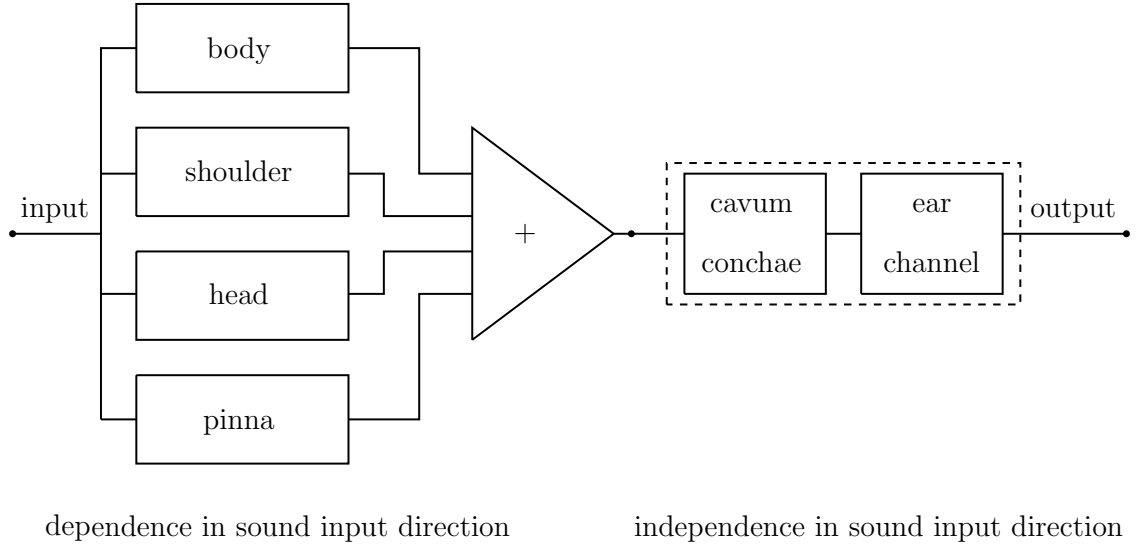 body
shoulder
input
head
pinna
+
cavum
conchae
ear
channel
output
dependence in sound input direction
independence in sound input direction